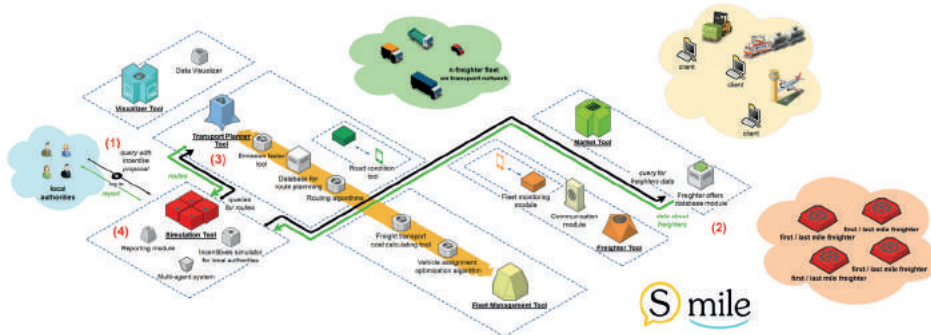 n-freighter fleet
on transport network
client
client
client
Data Visualizer
Visualizer Tool
Transport Planner
Tool
Emission factor
tool
Database for
route planning
Road condition
tool
Routing algorithms
Market Tool
(1)
query with
incentive
proposal
log in
report
local
authorities
(3)
routes
queries
for routes
(4)
Simulation Tool
Reporting module
Incentives simulator
for local authorities
Multi-agent system
Fleet monitoring
module
Communication
module
Freighter Tool
query for
freighters data
Freighter offers
database module
data about
freighters
(2)
Freight transport
cost calculating tool
Vehicle assignment
optimization algorithm
Fleet Management Tool
first / last mile freighter
first / last mile freighter
first / last mile freighter
first / last mile freighter
Smile